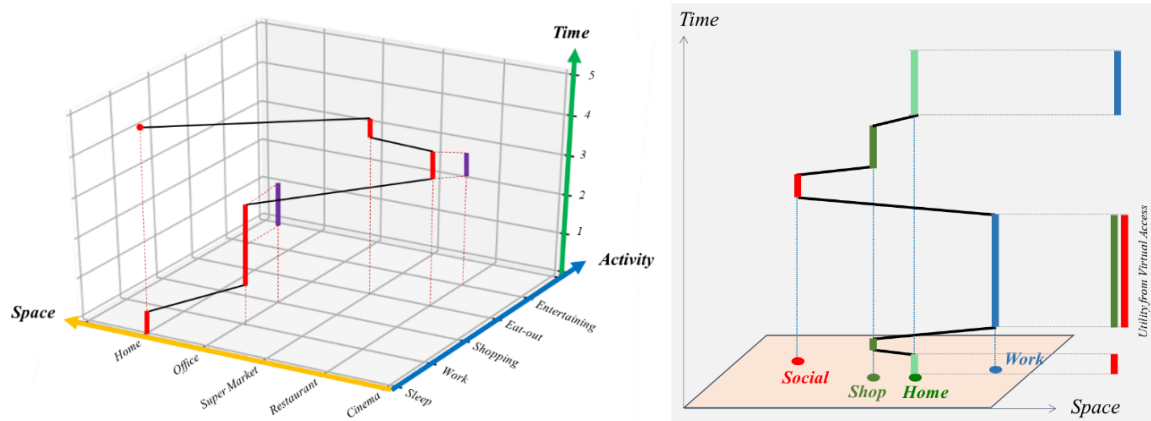 Time
5
4
3
2
1
Activity
Space
Home
Office
Super Market
Restaurant
Cinema
Entertaining
Eat-out
Shopping
Work
Sleep
Time
Utility from Virtual Access
Social
Shop
Home
Work
Space